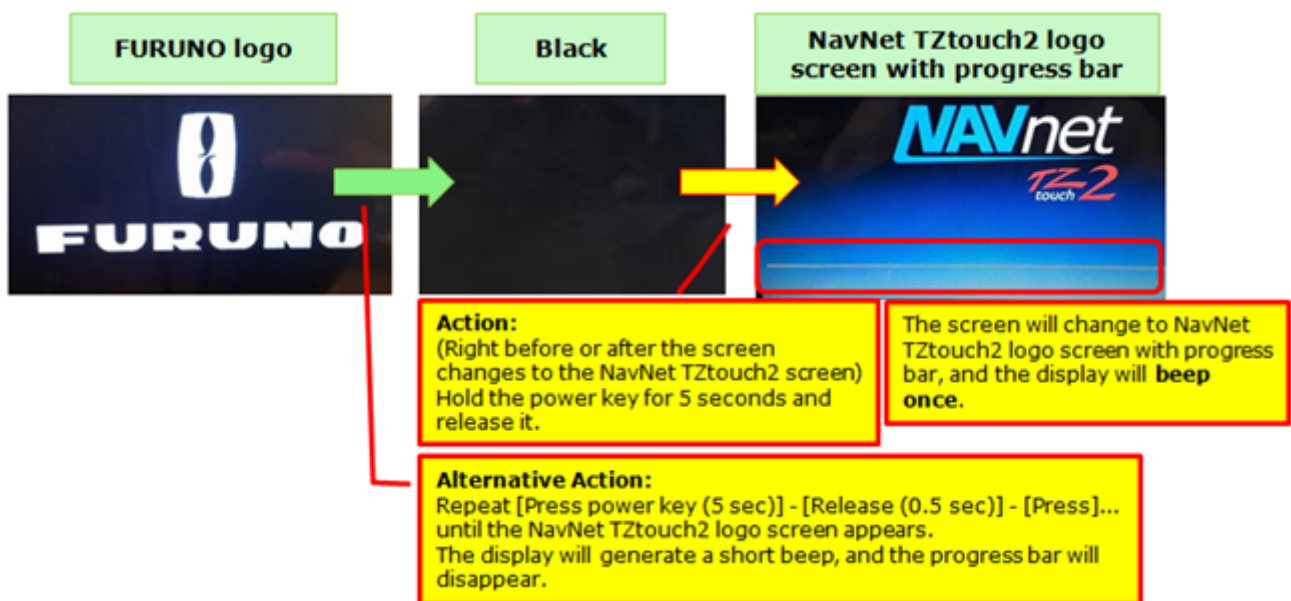 FURUNO logo
Black
NavNet TZtouch2 logo
screen with progress bar
FURUNO
NAVnet
TZ
touch 2
Action:
(Right before or after the screen
changes to the NavNet TZtouch2 screen)
Hold the power key for 5 seconds and
release it.
The screen will change to NavNet
TZtouch2 logo screen with progress
bar, and the display will beep
once.
Alternative Action:
Repeat [Press power key (5 sec)] - [Release (0.5 sec)] - [Press]...
until the NavNet TZtouch2 logo screen appears.
The display will generate a short beep, and the progress bar will
disappear.